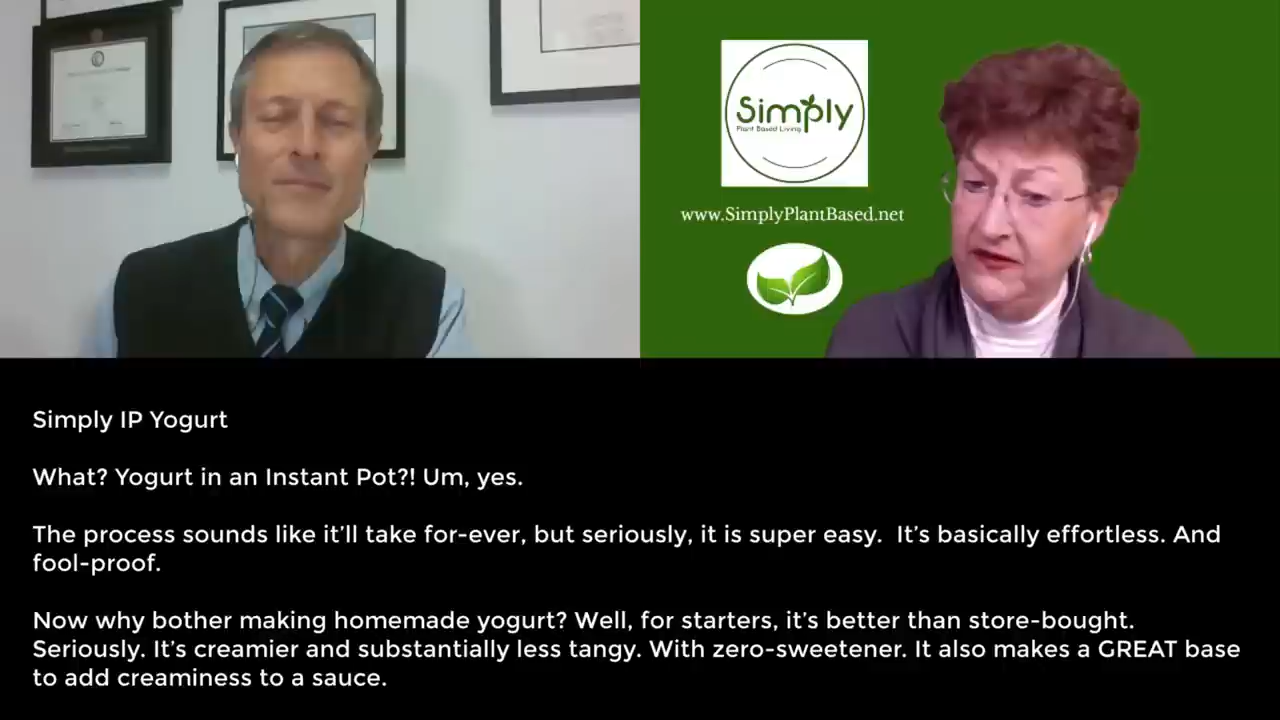 Simply
Plant Based Living
www.SimplyPlantBased.net
Simply IP Yogurt
What? Yogurt in an Instant Pot?! Um, yes.
The process sounds like it’ll take for-ever, but seriously, it is super easy.  It’s basically effortless. And
fool-proof.
Now why bother making homemade yogurt? Well, for starters, it’s better than store-bought.
Seriously. It’s creamier and substantially less tangy. With zero-sweetener. It also makes a GREAT base
to add creaminess to a sauce.